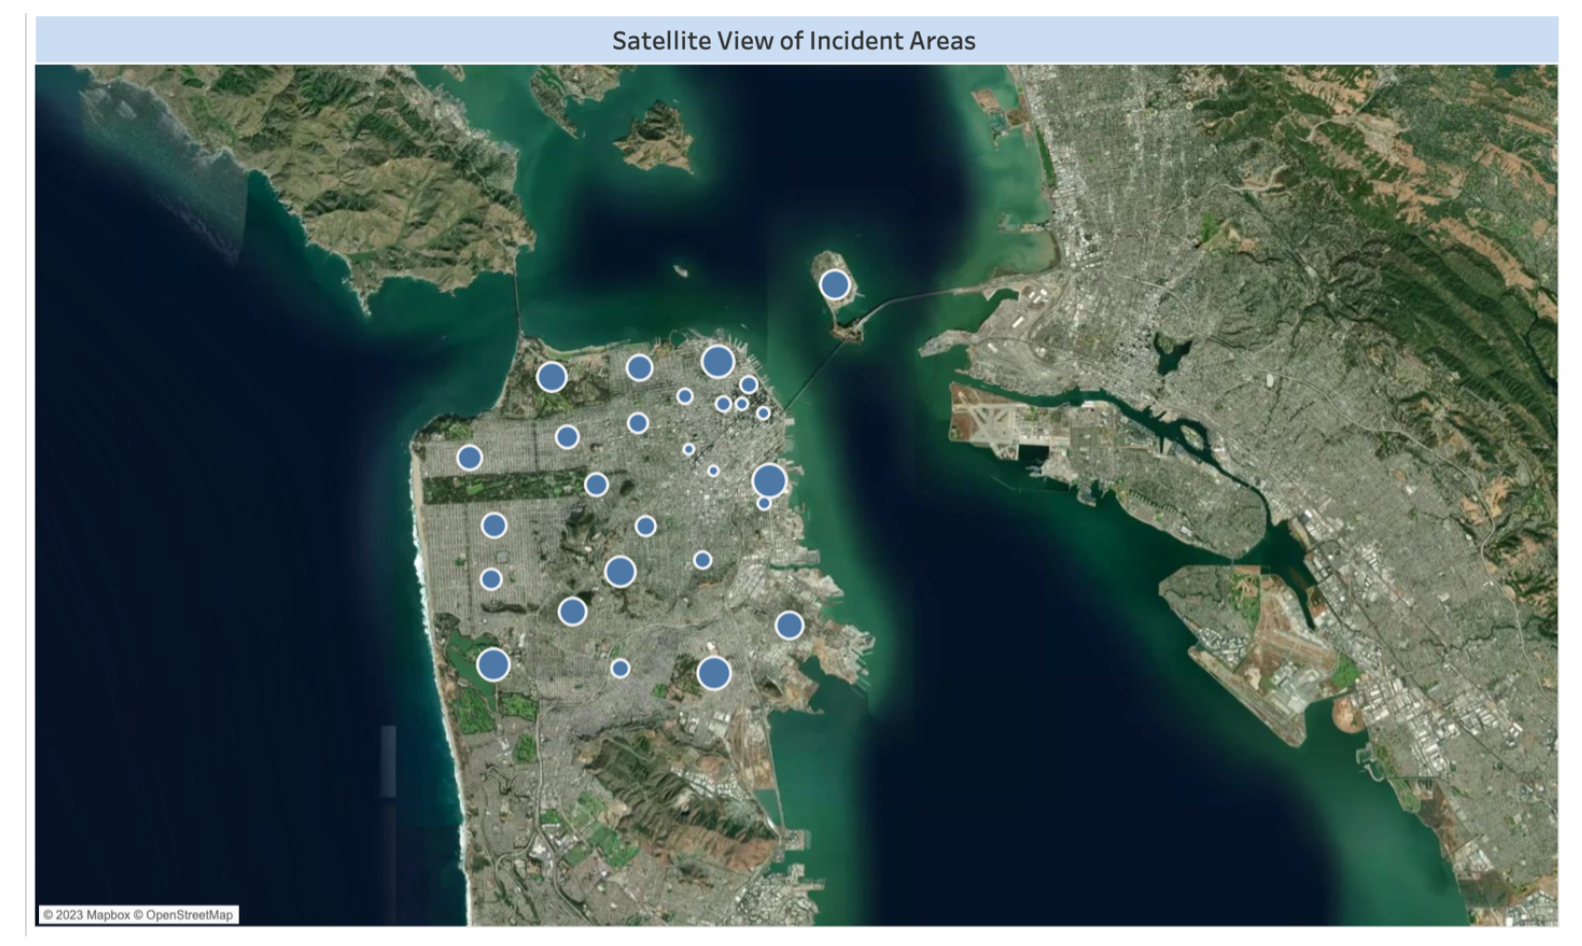 Satellite View of Incident Areas
© 2023 Mapbox © OpenStreetMap